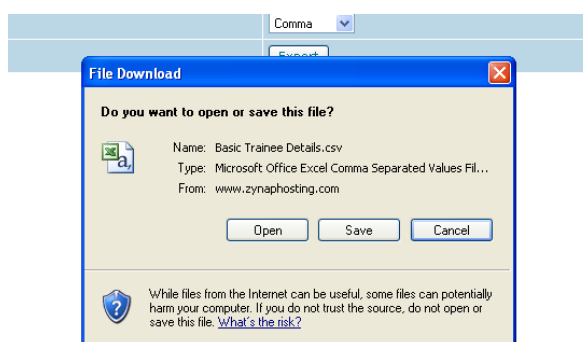 Comma
Export
File Download
Do you want to open or save this file?
Name: Basic Trainee Details.csv
Type: Microsoft Office Excel Comma Separated Values Fil...
From: www.zynaphosting.com
Open Save Cancel
While files from the Internet can be useful, some files can potentially
harm your computer. If you do not trust the source, do not open or
save this file. What's the risk?